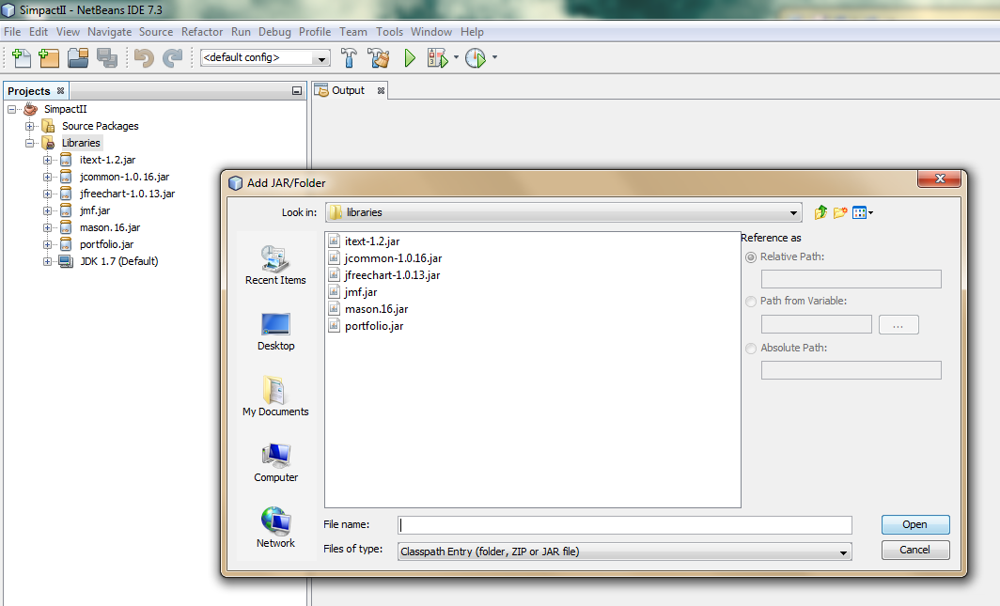 SimpactII - NetBeans IDE 7.3
File Edit View Navigate Source Refactor Run Debug Profile Team Tools Window Help
<default config>
Projects
Output
SimpactII
Source Packages
Libraries
itext-1.2.jar
jcommon-1.0.16.jar
jfreechart-1.0.13.jar
jmf.jar
mason.16.jar
portfolio.jar
JDK 1.7 (Default)
Add JAR/Folder
Look in: libraries
Recent Items
Desktop
My Documents
Computer
Network
itext-1.2.jar
jcommon-1.0.16.jar
jfreechart-1.0.13.jar
jmf.jar
mason.16.jar
portfolio.jar
Reference as
Relative Path:
Path from Variable:
...
Absolute Path:
File name:
Open
Files of type: Classpath Entry (folder, ZIP or JAR file)
Cancel